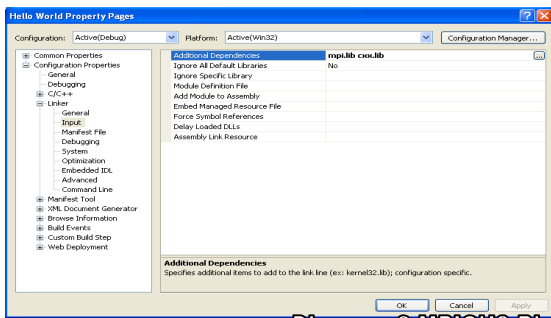 Hello World Property Pages
Configuration: Active(Debug) Platform: Active(Win32) Configuration Manager...
Common Properties
Configuration Properties
General
Debugging
C/C++
Linker
General
Input
Manifest File
Debugging
System
Optimization
Embedded IDL
Advanced
Command Line
Manifest Tool
XML Document Generator
Browse Information
Build Events
Custom Build Step
Web Deployment
Additional Dependencies mpi.lib cxx.lib ...
Ignore All Default Libraries No
Ignore Specific Library
Module Definition File
Add Module to Assembly
Embed Managed Resource File
Force Symbol References
Delay Loaded DLLs
Assembly Link Resource
Additional Dependencies
Specifies additional items to add to the link line (ex: kernel32.lib); configuration specific.
OK Cancel Apply